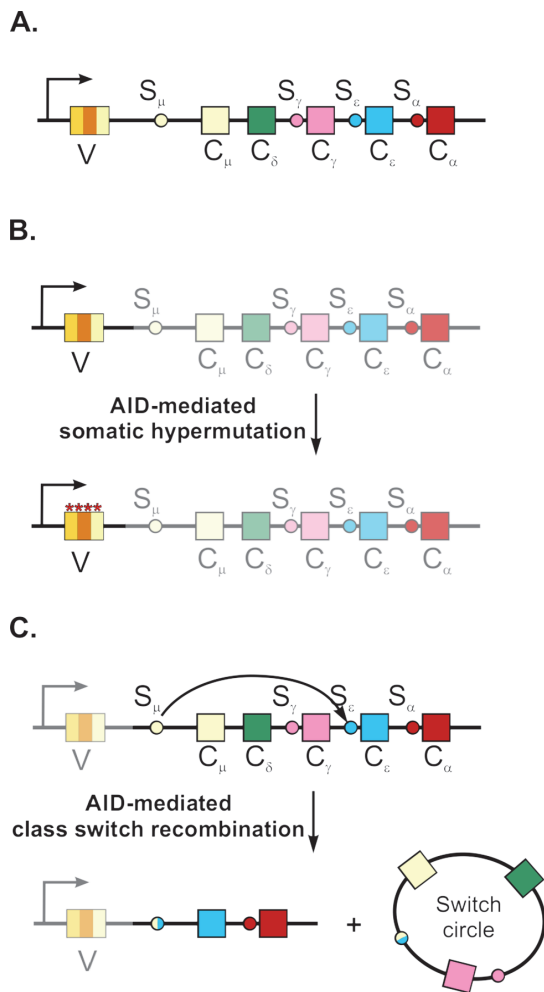 A.
Sμ Sγ Sε Sα
V Cμ Cδ Cγ Cε Cα
B.
Sμ Sγ Sε Sα
V Cμ Cδ Cγ Cε Cα
AID-mediated
somatic hypermutation
****
Sμ Sγ Sε Sα
V Cμ Cδ Cγ Cε Cα
C.
Sμ Sγ Sε Sα
V Cμ Cδ Cγ Cε Cα
AID-mediated
class switch recombination
V
+
Switch
circle